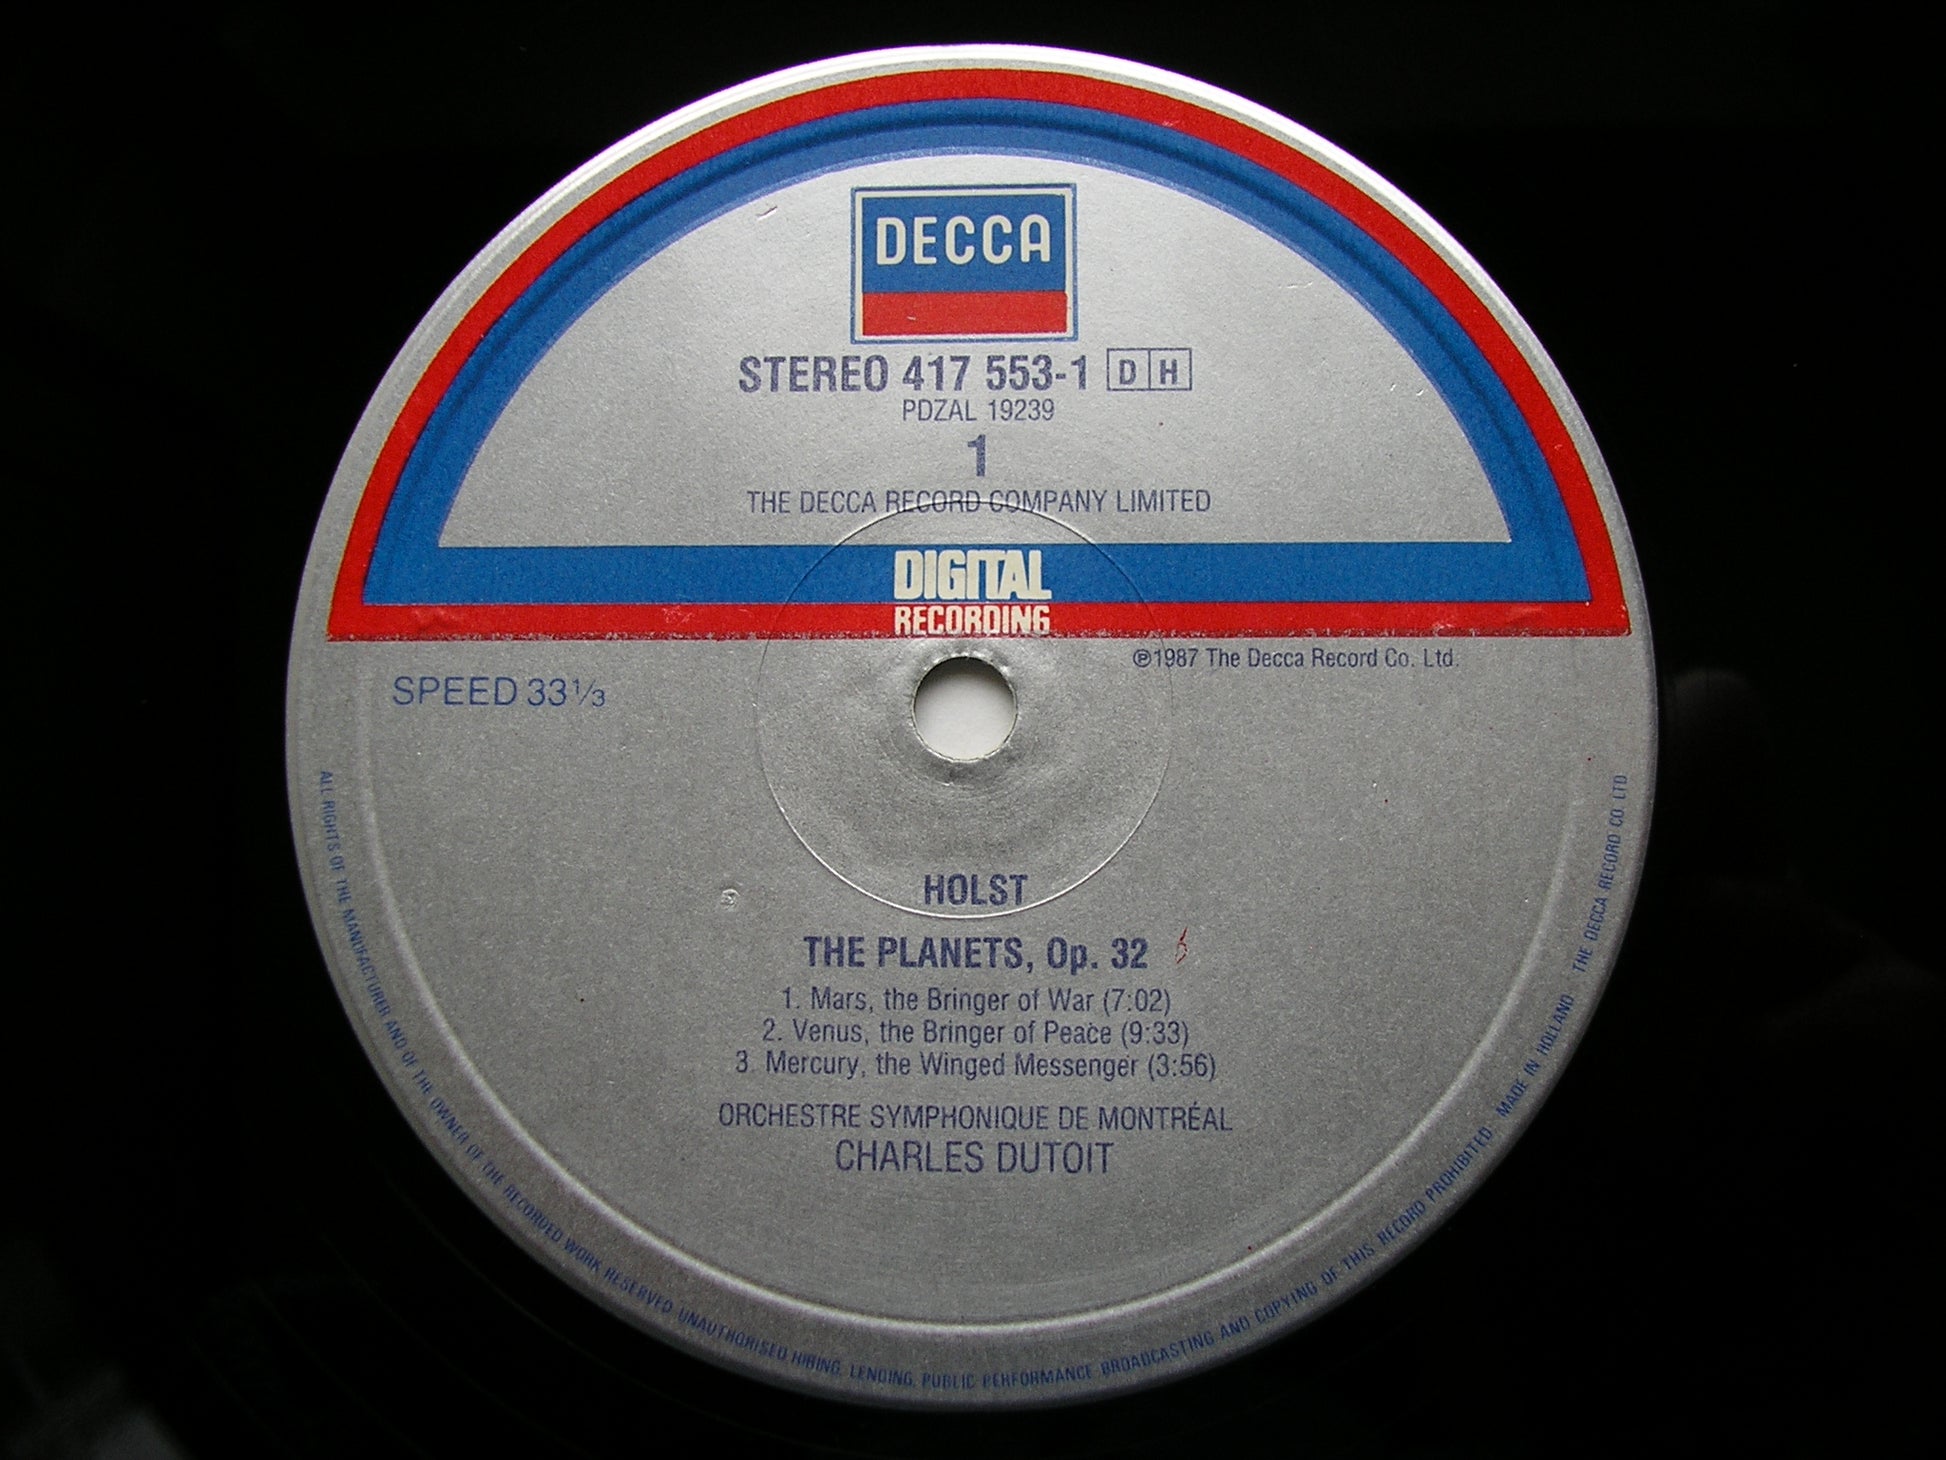 DECCA
STEREO 417 553-1 D H
PDZAL 19239
1
THE DECCA RECORD COMPANY LIMITED
DIGITAL
RECORDING
℗1987 The Decca Record Co. Ltd.
SPEED 33⅓
HOLST
THE PLANETS, Op. 32
1. Mars, the Bringer of War (7:02)
2. Venus, the Bringer of Peace (9:33)
3. Mercury, the Winged Messenger (3:56)
ORCHESTRE SYMPHONIQUE DE MONTRÉAL
CHARLES DUTOIT
ALL RIGHTS OF THE MANUFACTURER AND OF THE OWNER OF THE RECORDED WORK RESERVED UNAUTHORISED HIRING, LENDING, PUBLIC PERFORMANCE BROADCASTING AND COPYING OF THIS RECORD PROHIBITED · MADE IN HOLLAND · THE DECCA RECORD CO. LTD